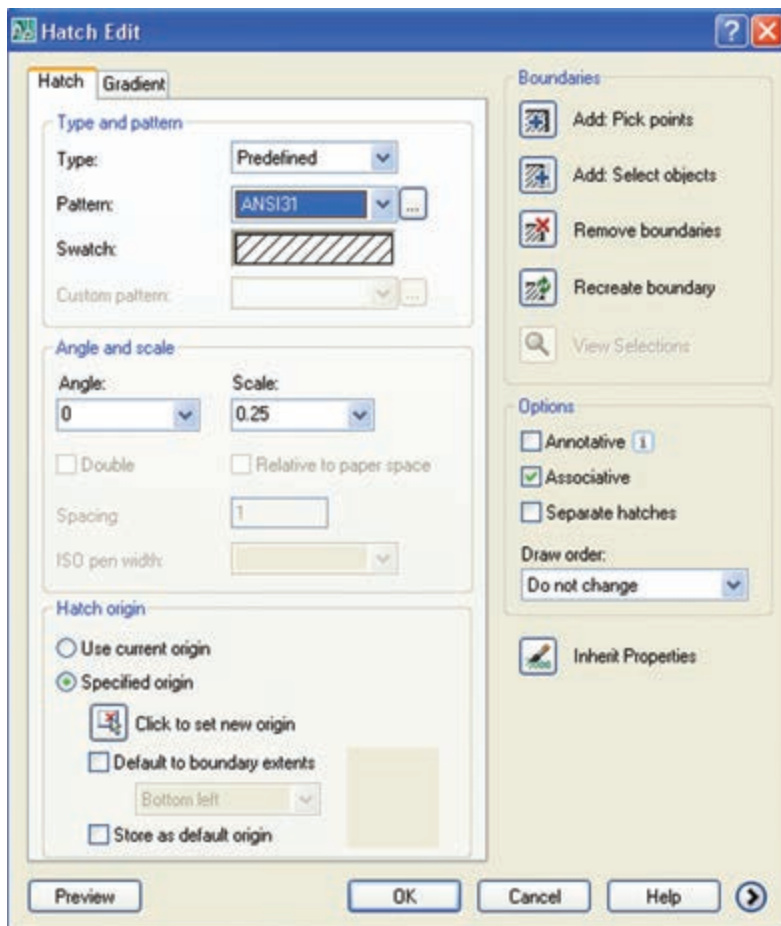 Hatch Edit
Hatch
Gradient
Type and pattern
Type:
Predefined
Pattern:
ANSI31
...
Swatch:
Custom pattern:
...
Angle and scale
Angle:
Scale:
0
0.25
Double
Relative to paper space
Spacing:
1
ISO pen width:
Hatch origin
Use current origin
Specified origin
Click to set new origin
Default to boundary extents
Bottom left
Store as default origin
Boundaries
Add: Pick points
Add: Select objects
Remove boundaries
Recreate boundary
View Selections
Options
Annotative
Associative
Separate hatches
Draw order:
Do not change
Inherit Properties
Preview
OK
Cancel
Help